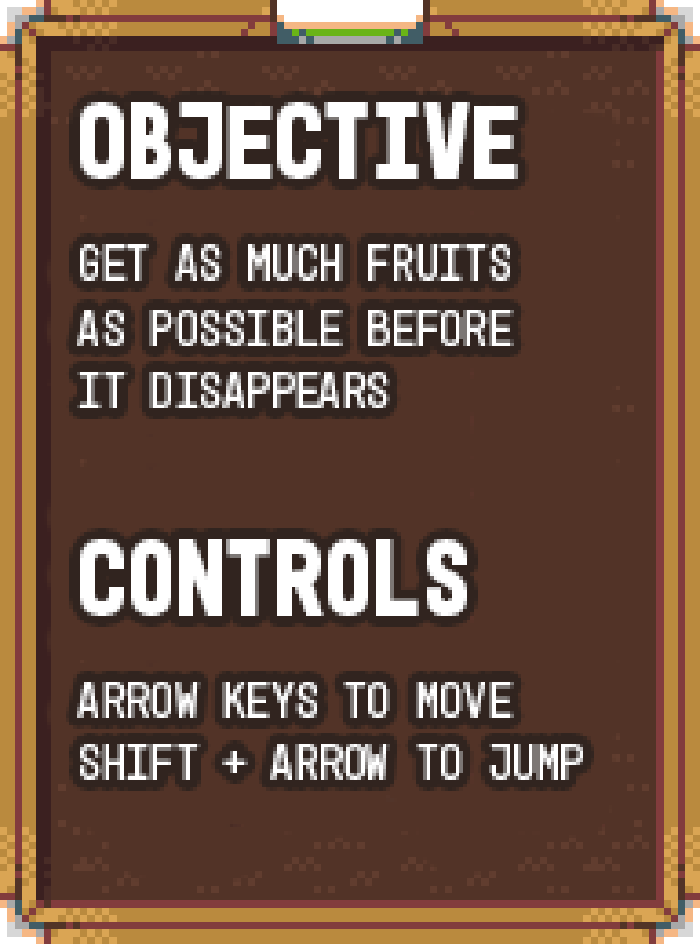 OBJECTIVE
GET AS MUCH FRUITS
AS POSSIBLE BEFORE
IT DISAPPEARS
CONTROLS
ARROW KEYS TO MOVE
SHIFT + ARROW TO JUMP